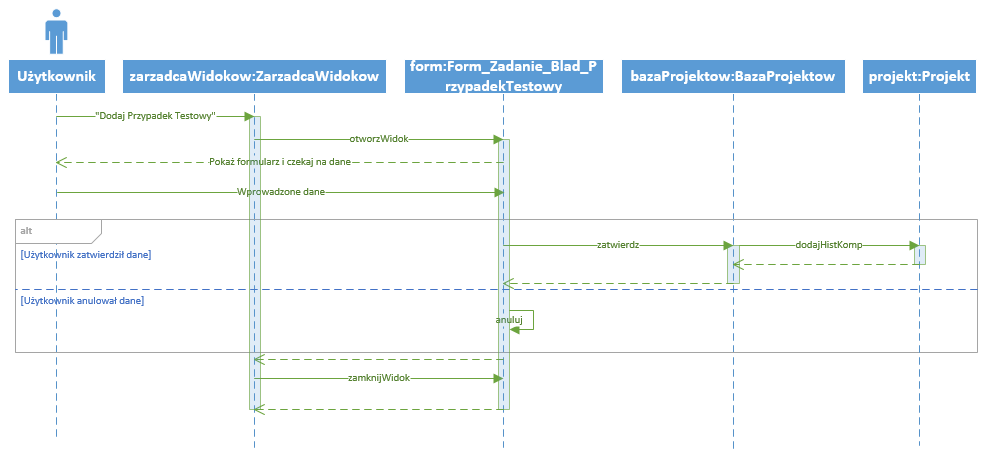 Użytkownik
zarzadcaWidokow:ZarzadcaWidokow
form:Form_Zadanie_Blad_P
rzypadekTestowy
bazaProjektow:BazaProjektow
projekt:Projekt
"Dodaj Przypadek Testowy"
otworzWidok
Pokaż formularz i czekaj na dane
Wprowadzone dane
alt
[Użytkownik zatwierdził dane]
zatwierdz
dodajHistKomp
[Użytkownik anulował dane]
anuluj
zamknijWidok